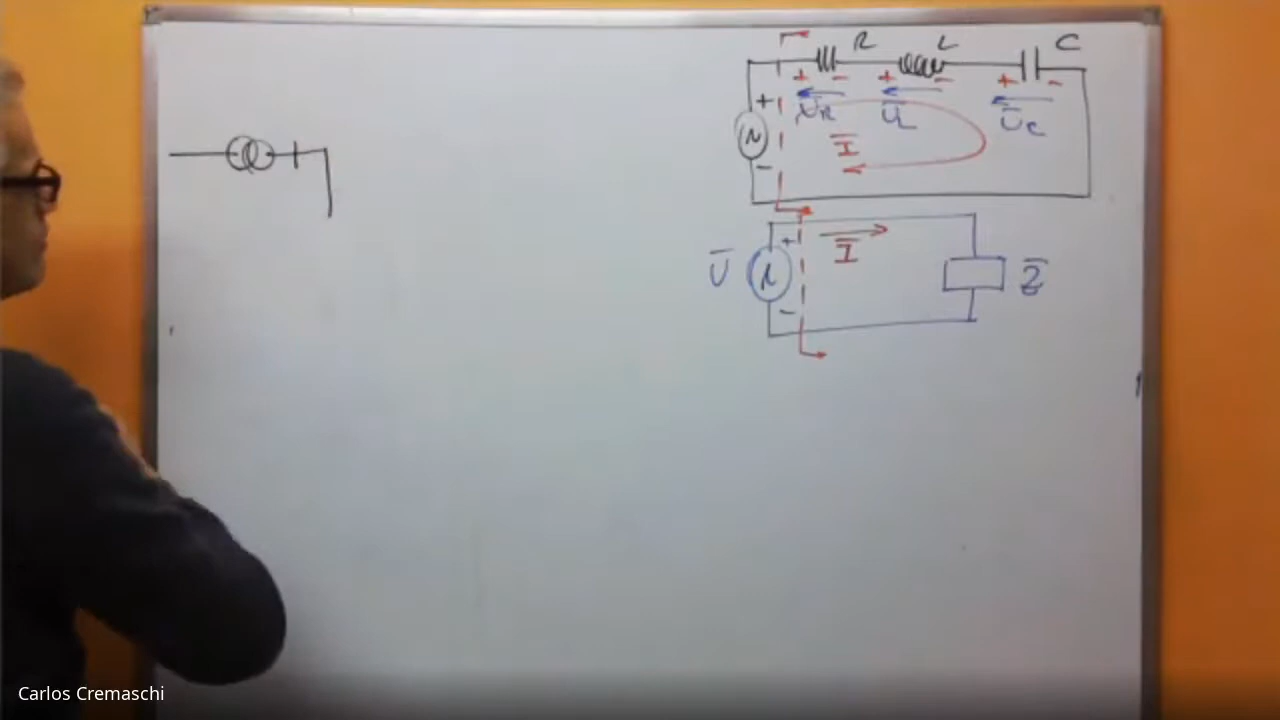 R L C
+ + - + - + -
U̅R U̅L U̅c
I̅
-
U̅ + I̅ Z̅
-
Carlos Cremaschi